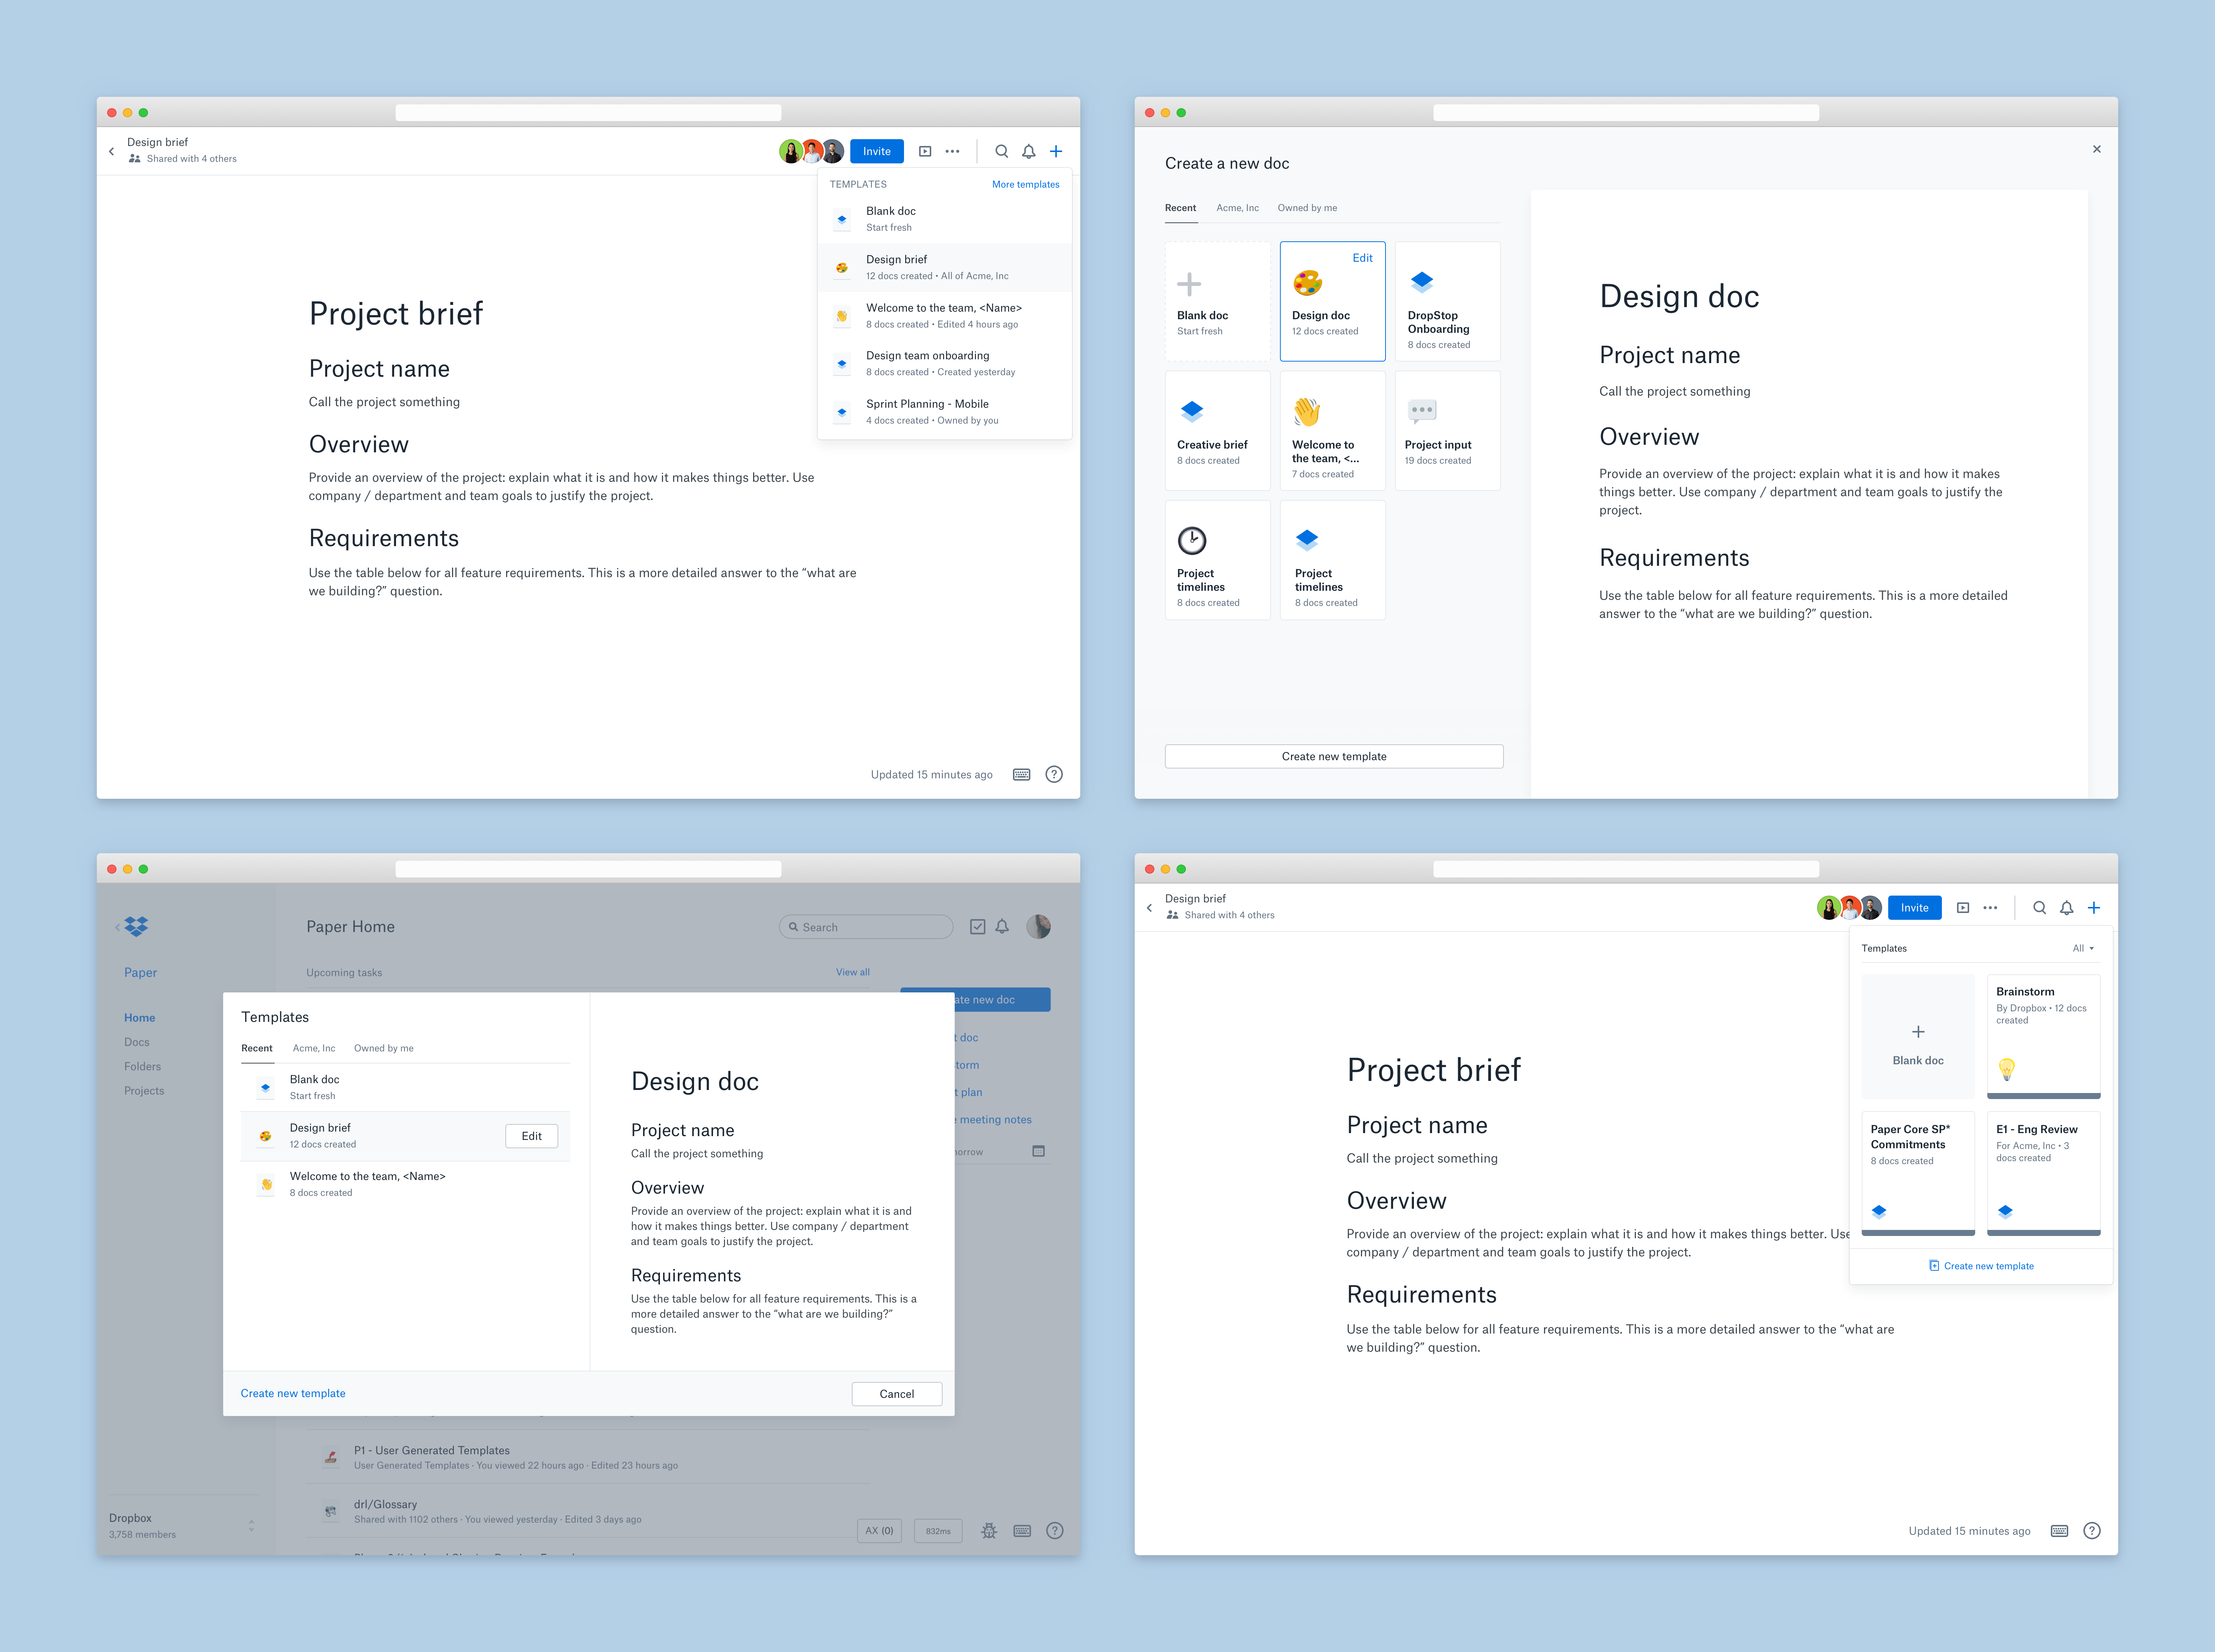 Design brief
Shared with 4 others
Invite
TEMPLATES
More templates
Blank doc
Start fresh
Design brief
12 docs created • All of Acme, Inc
Welcome to the team, <Name>
8 docs created • Edited 4 hours ago
Design team onboarding
8 docs created • Created yesterday
Sprint Planning - Mobile
4 docs created • Owned by you
Project brief
Project name
Call the project something
Overview
Provide an overview of the project: explain what it is and how it makes things better. Use
company / department and team goals to justify the project.
Requirements
Use the table below for all feature requirements. This is a more detailed answer to the “what are
we building?” question.
Updated 15 minutes ago
Create a new doc
Recent
Acme, Inc
Owned by me
Blank doc
Start fresh
Edit
Design doc
12 docs created
DropStop
Onboarding
8 docs created
Creative brief
8 docs created
Welcome to
the team, <...
7 docs created
Project input
19 docs created
Project
timelines
8 docs created
Project
timelines
8 docs created
Create new template
Design doc
Project name
Call the project something
Overview
Provide an overview of the project: explain what it is and how it makes
things better. Use company / department and team goals to justify the
project.
Requirements
Use the table below for all feature requirements. This is a more detailed
answer to the “what are we building?” question.
Paper
Home
Docs
Folders
Projects
Dropbox
3,758 members
Paper Home
Search
Upcoming tasks
View all
new doc
doc
plan
meeting notes
Templates
Recent
Acme, Inc
Owned by me
Blank doc
Start fresh
Design brief
12 docs created
Edit
Welcome to the team, <Name>
8 docs created
Design doc
Project name
Call the project something
Overview
Provide an overview of the project: explain what it is and
how it makes things better. Use company / department
and team goals to justify the project.
Requirements
Use the table below for all feature requirements. This is a
more detailed answer to the “what are we building?”
question.
Create new template
Cancel
P1 - User Generated Templates
User Generated Templates · You viewed 22 hours ago · Edited 23 hours ago
drl/Glossary
Shared with 1102 others · You viewed yesterday · Edited 3 days ago
AX (0)
832ms
Design brief
Shared with 4 others
Invite
Templates
All
Blank doc
Brainstorm
By Dropbox • 12 docs
created
Paper Core SP*
Commitments
8 docs created
E1 - Eng Review
For Acme, Inc • 3
docs created
Create new template
Project brief
Project name
Call the project something
Overview
Provide an overview of the project: explain what it is and how it makes things better. Use
company / department and team goals to justify the project.
Requirements
Use the table below for all feature requirements. This is a more detailed answer to the “what are
we building?” question.
Updated 15 minutes ago